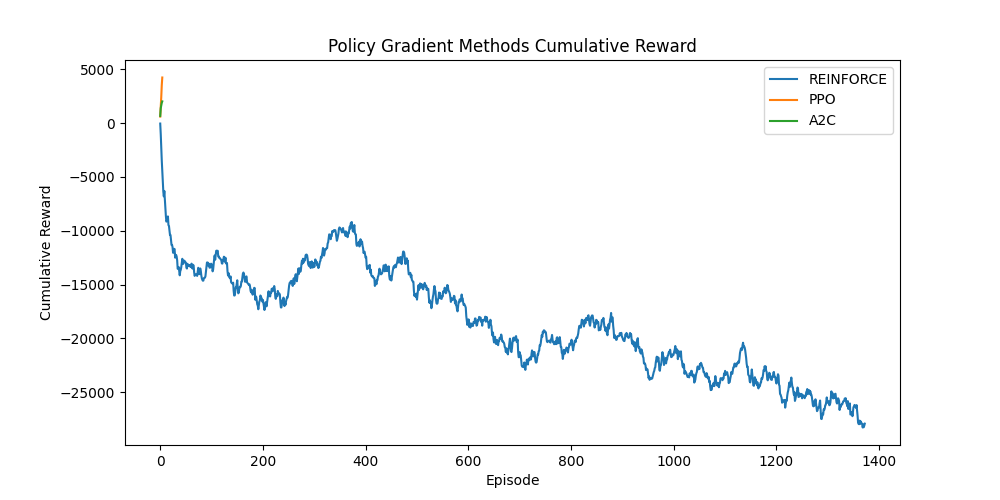 Policy Gradient Methods Cumulative Reward
5000
0
−5000
−10000
−15000
−20000
−25000
Cumulative Reward
REINFORCE
PPO
A2C
0 200 400 600 800 1000 1200 1400
Episode